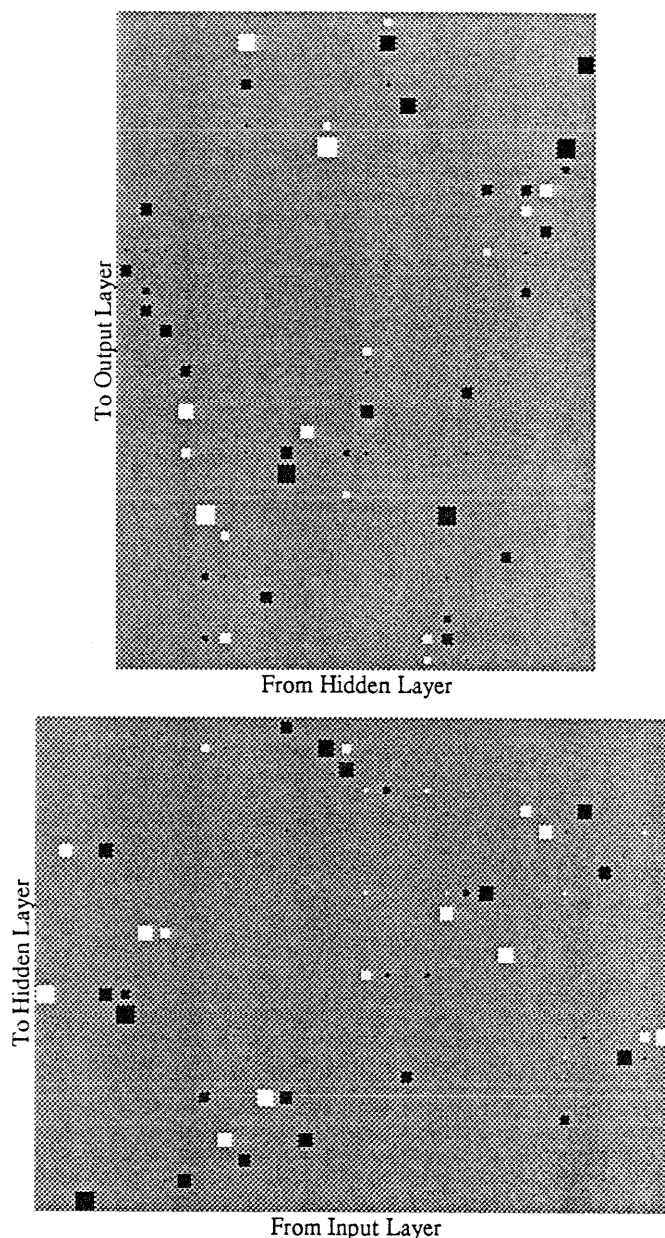 To Output Layer
From Hidden Layer
To Hidden Layer
From Input Layer